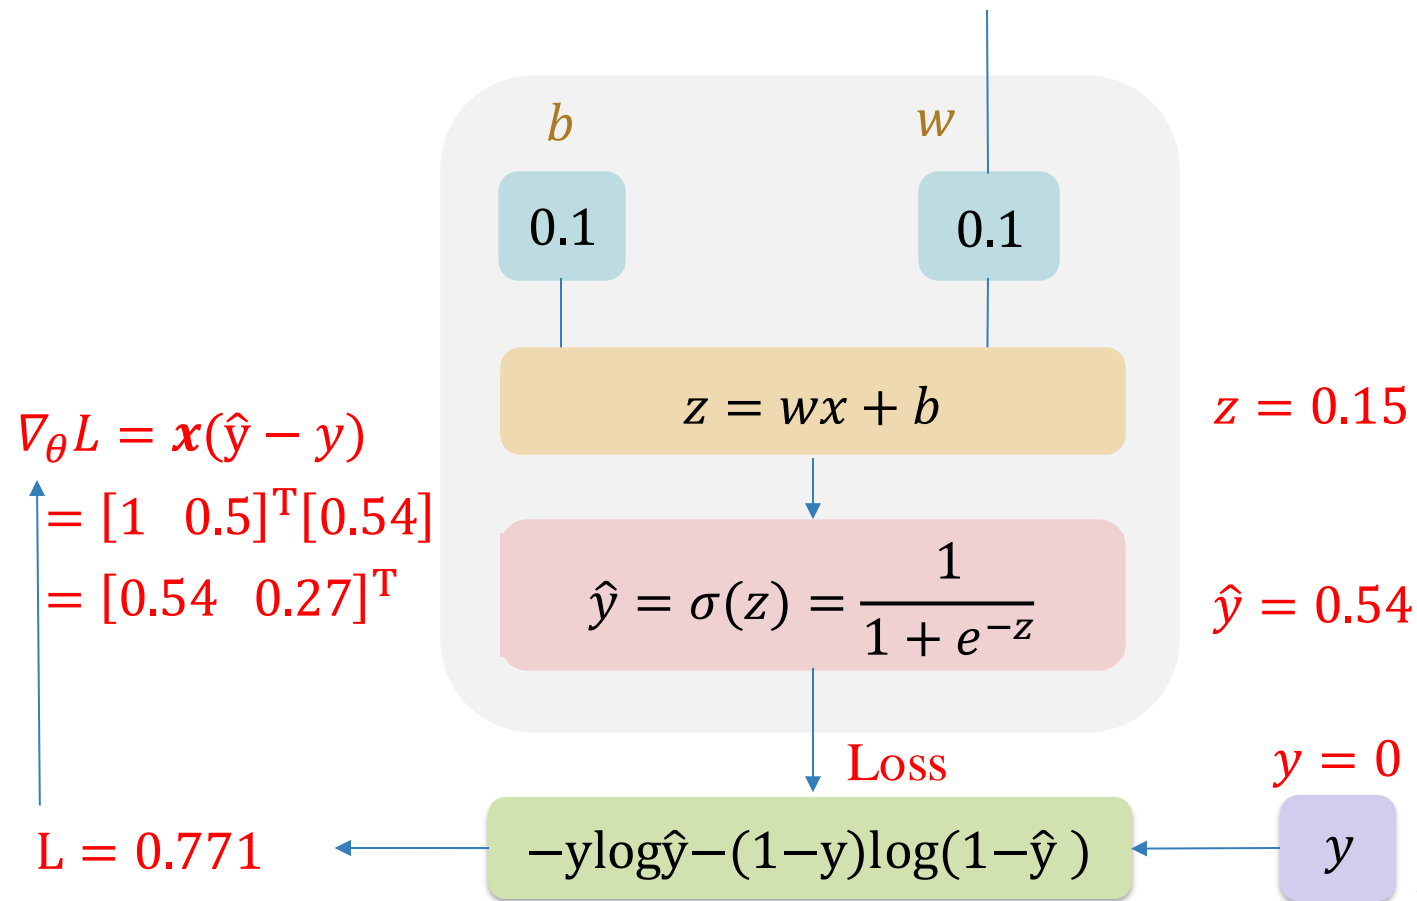 b
w
0.1
0.1
z = wx + b
z = 0.15
∇θL = x(ŷ − y)
= [1 0.5]ᵀ[0.54]
= [0.54 0.27]ᵀ
ŷ = σ(z) = 1 / (1 + e⁻ᶻ)
ŷ = 0.54
Loss
y = 0
L = 0.771
−ylogŷ−(1−y)log(1−ŷ )
y